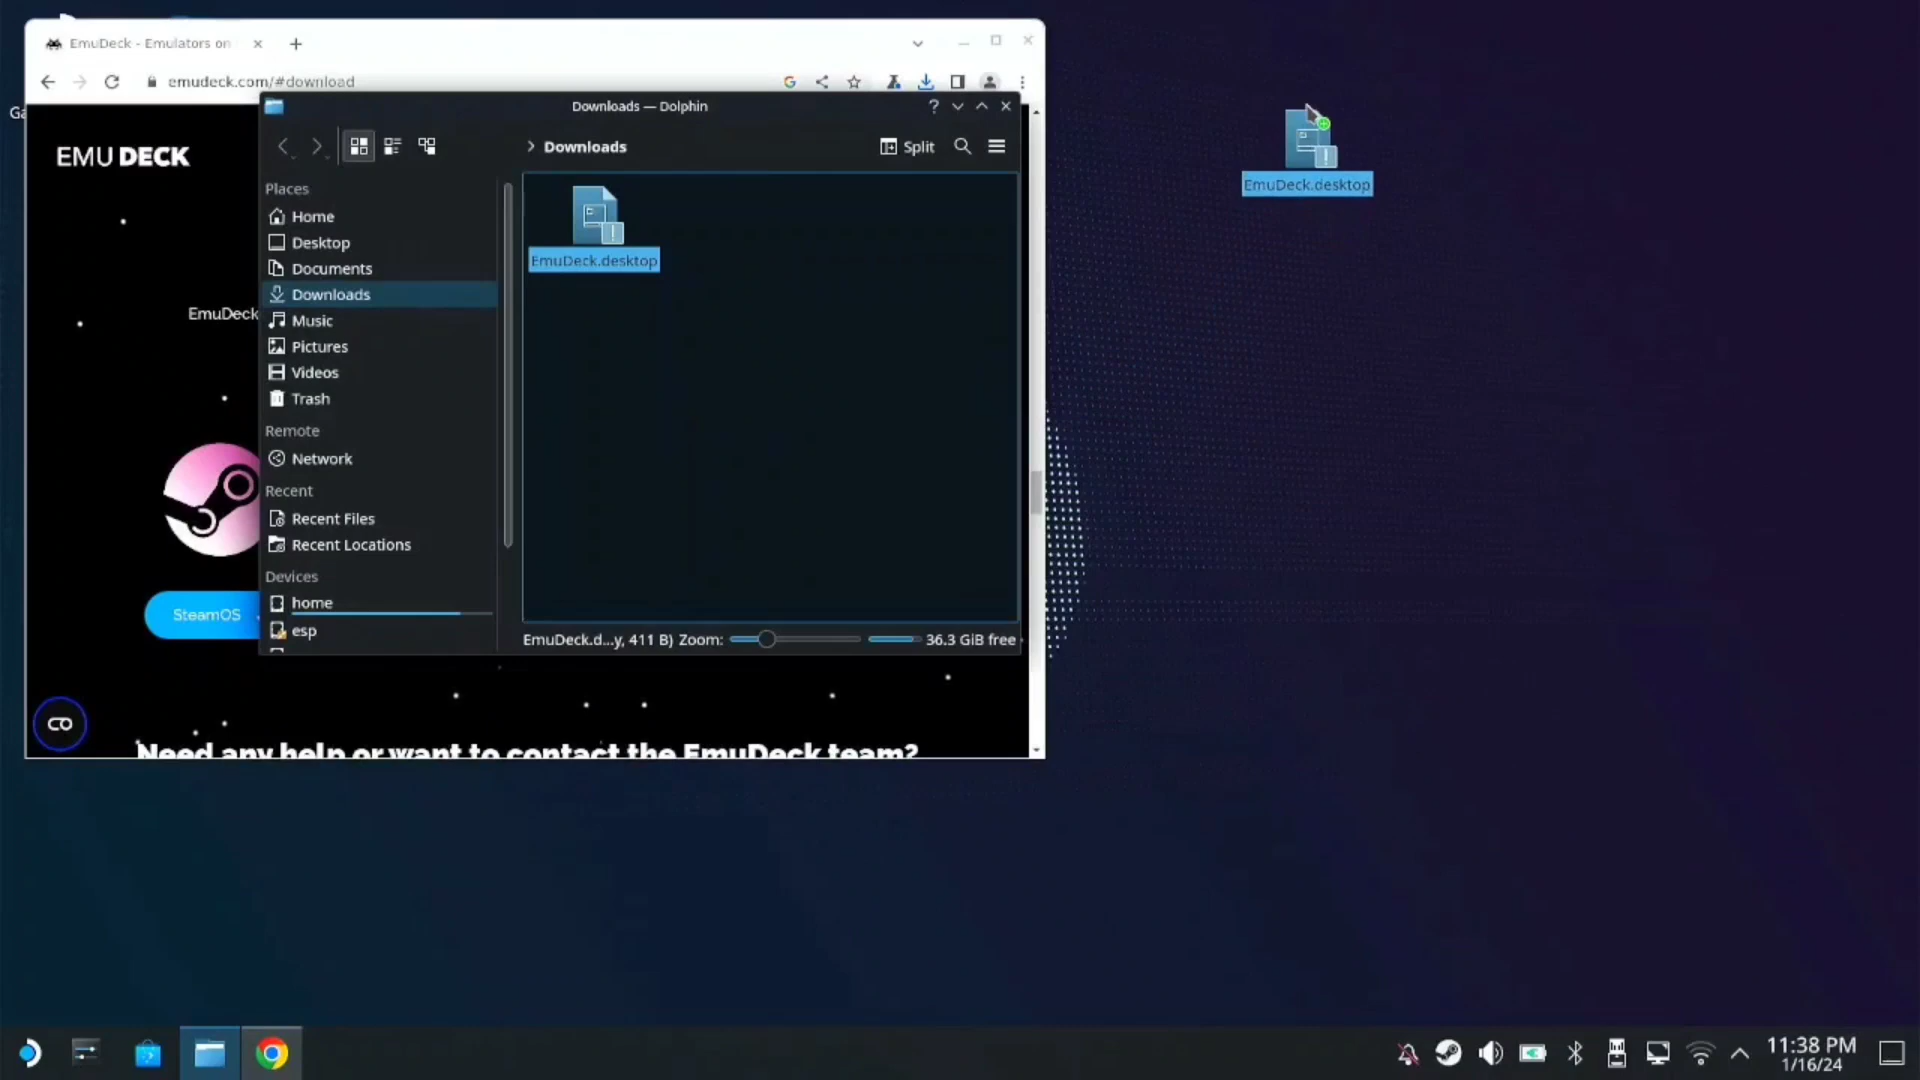 EmuDeck - Emulators on
emudeck.com/#download
Ga
Downloads — Dolphin
EMU DECK
Downloads
Split
Places
Home
Desktop
Documents
Downloads
Music
Pictures
Videos
Trash
Remote
Network
Recent
Recent Files
Recent Locations
Devices
home
esp
EmuDeck.desktop
EmuDeck.desktop
EmuDeck
SteamOS
EmuDeck.d...y, 411 B)
Zoom:
36.3 GiB free
Need any help or want to contact the EmuDeck team?
11:38 PM
1/16/24